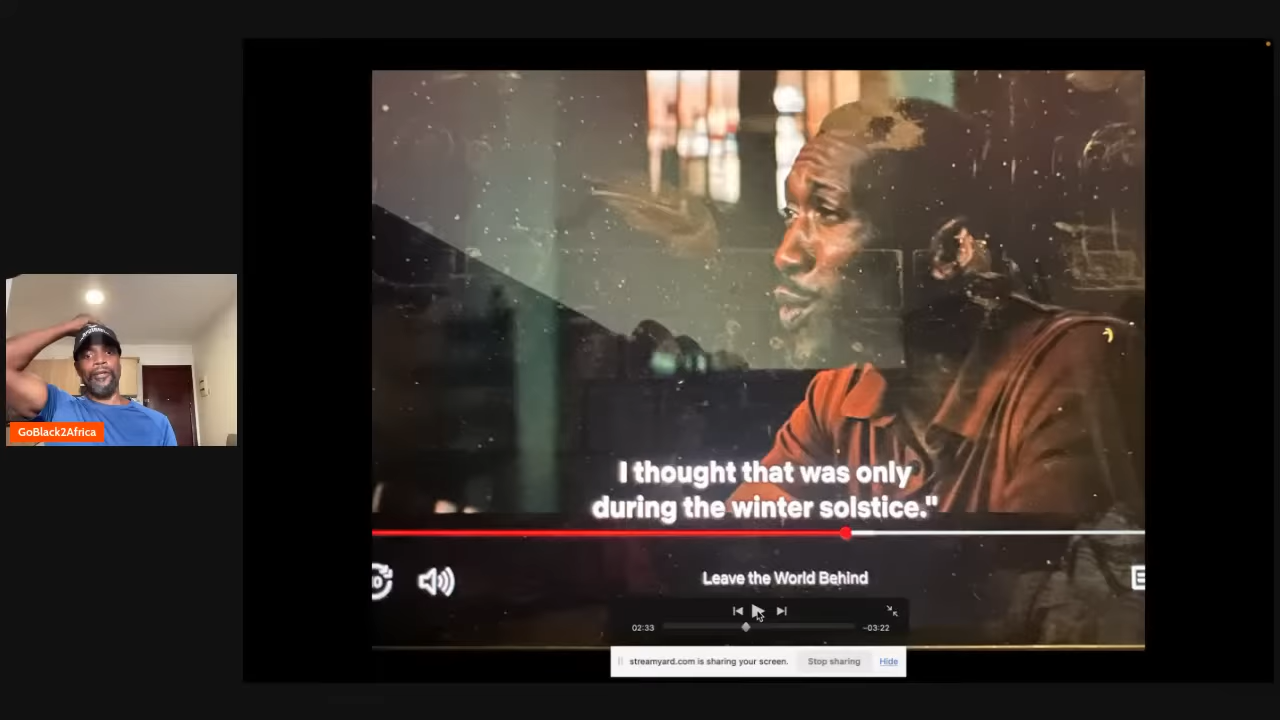 GoBlack2Africa
I thought that was only
during the winter solstice."
Leave the World Behind
02:33
-03:22
streamyard.com is sharing your screen.
Stop sharing
Hide